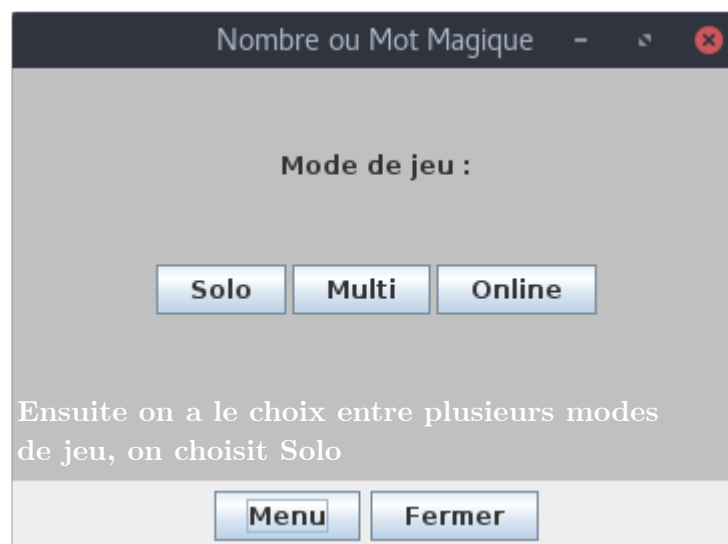 Nombre ou Mot Magique
Mode de jeu :
Solo Multi Online
Ensuite on a le choix entre plusieurs modes
de jeu, on choisit Solo
Menu Fermer